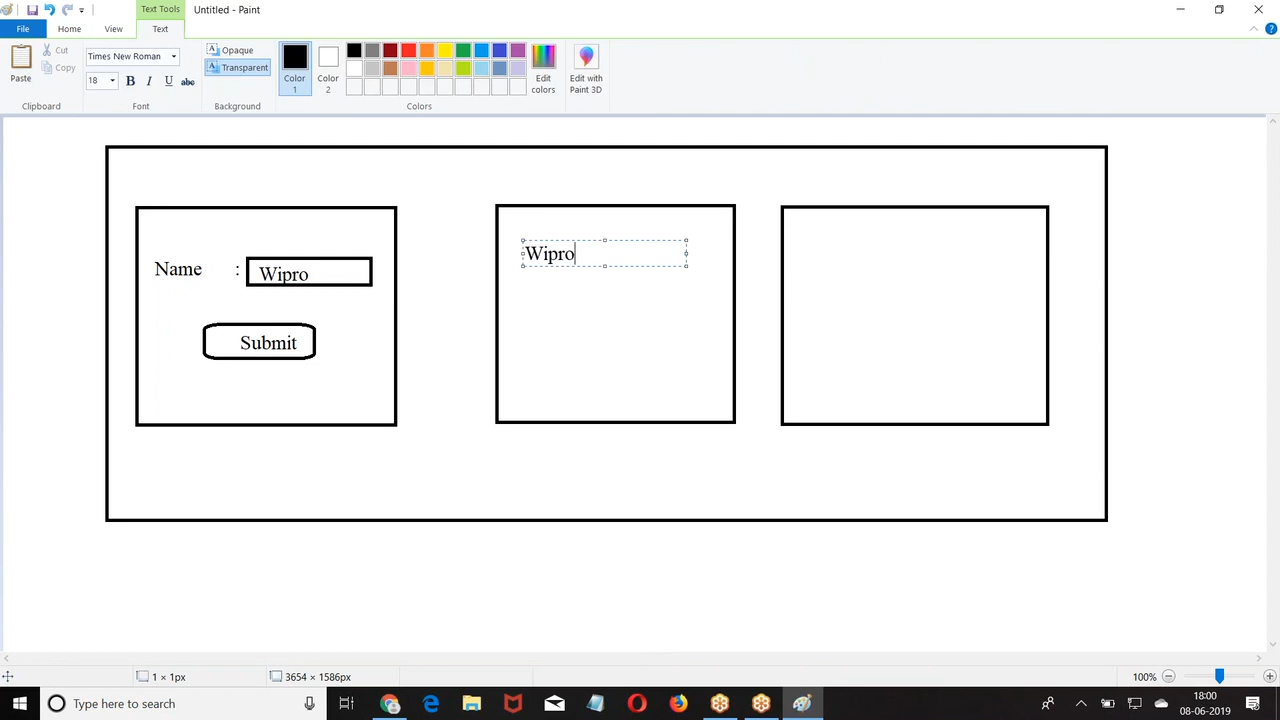 Text Tools
Untitled - Paint
File
Home
View
Text
Paste
Cut
Copy
Clipboard
Times New Roman
18
B I U abc
Font
Opaque
Transparent
Background
Color 1
Color 2
Edit colors
Colors
Edit with Paint 3D
Name : Wipro
Submit
Wipro
1 × 1px
3654 × 1586px
100%
Type here to search
18:00
08-06-2019